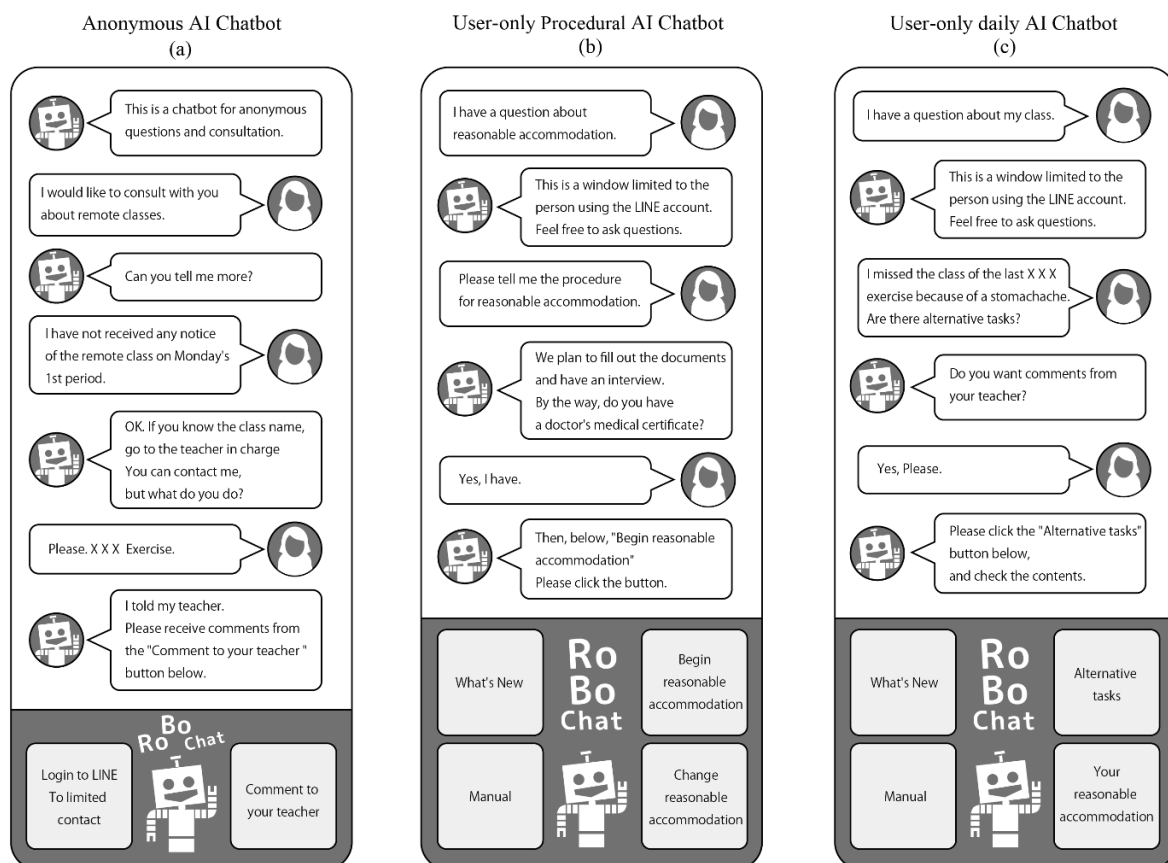 Anonymous AI Chatbot
(a)
This is a chatbot for anonymous
questions and consultation.
I would like to consult with you
about remote classes.
Can you tell me more?
I have not received any notice
of the remote class on Monday's
1st period.
OK. If you know the class name,
go to the teacher in charge
You can contact me,
but what do you do?
Please. X X X Exercise.
I told my teacher.
Please receive comments from
the "Comment to your teacher "
button below.
Ro Bo Chat
Login to LINE
To limited
contact
Comment to
your teacher
User-only Procedural AI Chatbot
(b)
I have a question about
reasonable accommodation.
This is a window limited to the
person using the LINE account.
Feel free to ask questions.
Please tell me the procedure
for reasonable accommodation.
We plan to fill out the documents
and have an interview.
By the way, do you have
a doctor's medical certificate?
Yes, I have.
Then, below, "Begin reasonable
accommodation"
Please click the button.
What's New
Ro
Bo
Chat
Begin
reasonable
accommodation
Manual
Change
reasonable
accommodation
User-only daily AI Chatbot
(c)
I have a question about my class.
This is a window limited to the
person using the LINE account.
Feel free to ask questions.
I missed the class of the last X X X
exercise because of a stomachache.
Are there alternative tasks?
Do you want comments from
your teacher?
Yes, Please.
Please click the "Alternative tasks"
button below,
and check the contents.
What's New
Ro
Bo
Chat
Alternative
tasks
Manual
Your
reasonable
accommodation